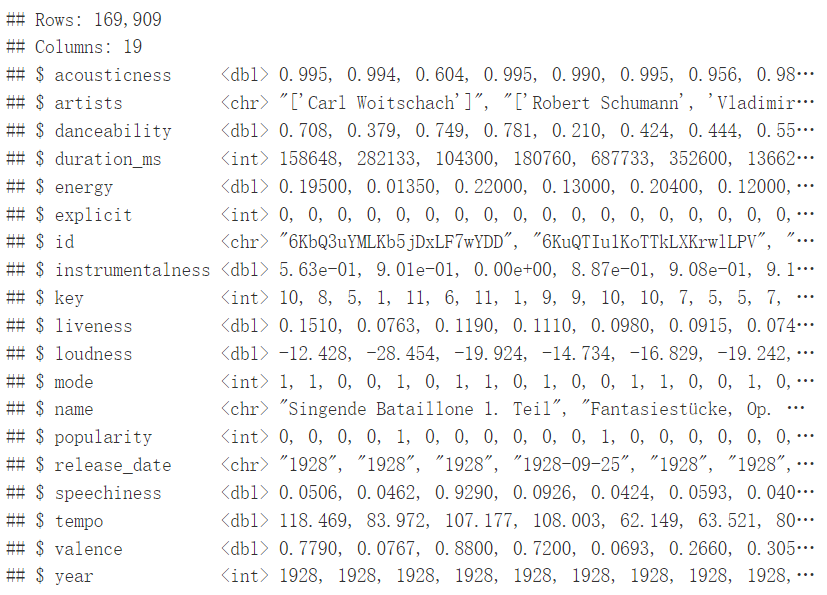 ## Rows: 169,909
## Columns: 19
## $ acousticness     <dbl> 0.995, 0.994, 0.604, 0.995, 0.990, 0.995, 0.956, 0.98…
## $ artists          <chr> "['Carl Woitschach']", "['Robert Schumann', 'Vladimir…
## $ danceability     <dbl> 0.708, 0.379, 0.749, 0.781, 0.210, 0.424, 0.444, 0.55…
## $ duration_ms      <int> 158648, 282133, 104300, 180760, 687733, 352600, 13662…
## $ energy           <dbl> 0.19500, 0.01350, 0.22000, 0.13000, 0.20400, 0.12000,…
## $ explicit         <int> 0, 0, 0, 0, 0, 0, 0, 0, 0, 0, 0, 0, 0, 0, 0, 0, 0, 0,…
## $ id               <chr> "6KbQ3uYMLKb5jDxLF7wYDD", "6KuQTIu1KoTTkLXKrwlLPV", "…
## $ instrumentalness <dbl> 5.63e-01, 9.01e-01, 0.00e+00, 8.87e-01, 9.08e-01, 9.1…
## $ key              <int> 10, 8, 5, 1, 11, 6, 11, 1, 9, 9, 10, 10, 7, 5, 5, 7, …
## $ liveness         <dbl> 0.1510, 0.0763, 0.1190, 0.1110, 0.0980, 0.0915, 0.074…
## $ loudness         <dbl> -12.428, -28.454, -19.924, -14.734, -16.829, -19.242,…
## $ mode             <int> 1, 1, 0, 0, 1, 0, 1, 1, 0, 1, 0, 0, 1, 1, 0, 0, 1, 0,…
## $ name             <chr> "Singende Bataillone 1. Teil", "Fantasiestücke, Op. …
## $ popularity       <int> 0, 0, 0, 0, 1, 0, 0, 0, 0, 0, 0, 1, 0, 0, 0, 0, 0, 0,…
## $ release_date     <chr> "1928", "1928", "1928", "1928-09-25", "1928", "1928",…
## $ speechiness      <dbl> 0.0506, 0.0462, 0.9290, 0.0926, 0.0424, 0.0593, 0.040…
## $ tempo            <dbl> 118.469, 83.972, 107.177, 108.003, 62.149, 63.521, 80…
## $ valence          <dbl> 0.7790, 0.0767, 0.8800, 0.7200, 0.0693, 0.2660, 0.305…
## $ year             <int> 1928, 1928, 1928, 1928, 1928, 1928, 1928, 1928, 1928,…